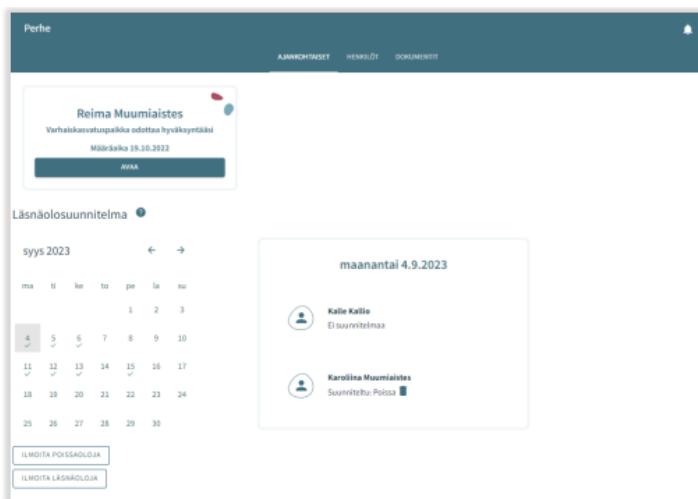 Perhe
AJANKOHTAISET HENKILÖT DOKUMENTIT
Reima Muumiaistes
Varhaiskasvatuspaikka odottaa hyväksyntääsi
Määräaika 19.10.2022
AVAA
Läsnäolosuunnitelma ?
syys 2023 ← →
ma ti ke to pe la su
1 2 3
4 5 6 7 8 9 10
11 12 13 14 15 16 17
18 19 20 21 22 23 24
25 26 27 28 29 30
maanantai 4.9.2023
Kalle Kallio
Ei suunnitelmaa
Karoliina Muumiaistes
Suunniteltu: Poissa
ILMOITA POISSAOLOJA
ILMOITA LÄSNÄOLOJA